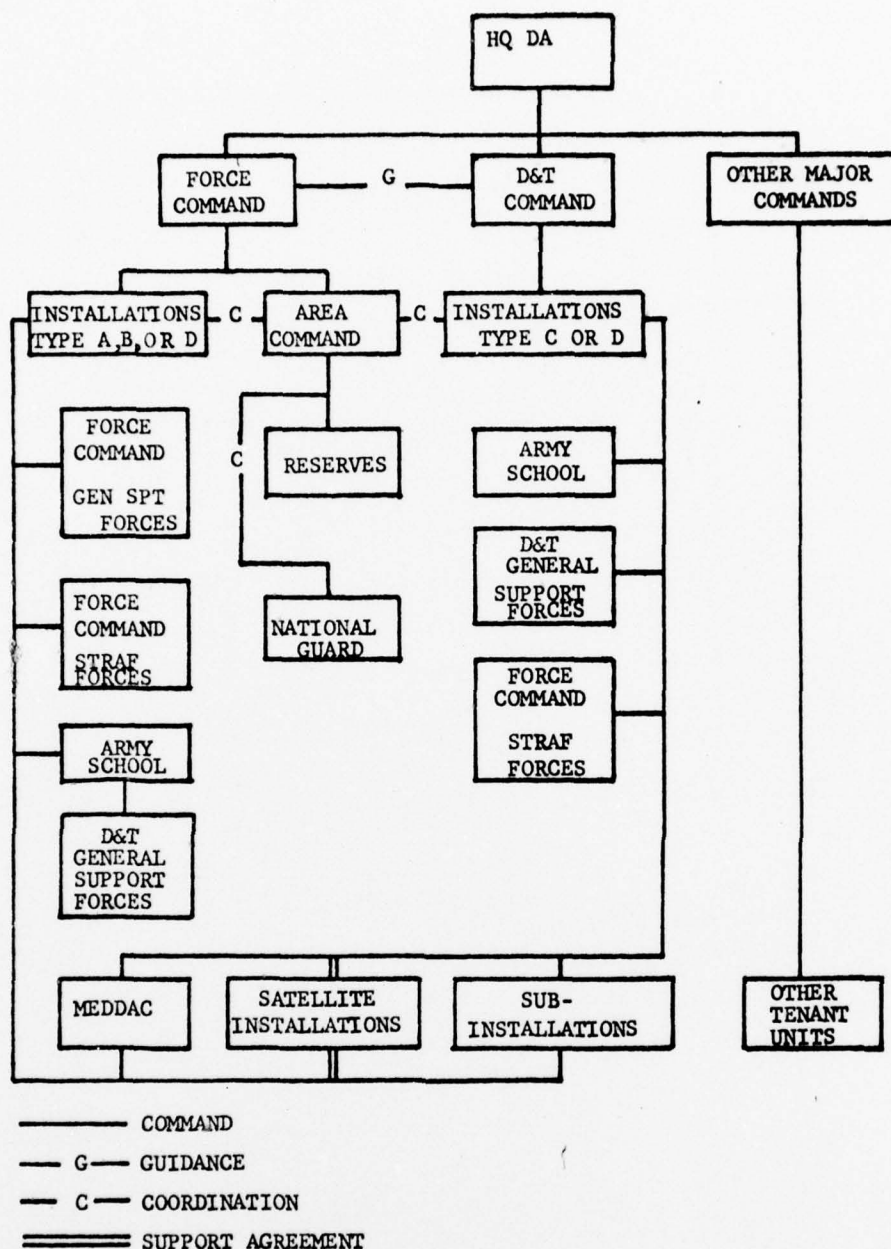 HQ DA
FORCE
COMMAND
G
D&T
COMMAND
OTHER MAJOR
COMMANDS
INSTALLATIONS
TYPE A,B,OR D
C
AREA
COMMAND
C
INSTALLATIONS
TYPE C OR D
FORCE
COMMAND
GEN SPT
FORCES
C
RESERVES
ARMY
SCHOOL
D&T
GENERAL
SUPPORT
FORCES
FORCE
COMMAND
STRAF
FORCES
NATIONAL
GUARD
FORCE
COMMAND
STRAF
FORCES
ARMY
SCHOOL
D&T
GENERAL
SUPPORT
FORCES
MEDDAC
SATELLITE
INSTALLATIONS
SUB-
INSTALLATIONS
OTHER
TENANT
UNITS
COMMAND
G GUIDANCE
C COORDINATION
SUPPORT AGREEMENT